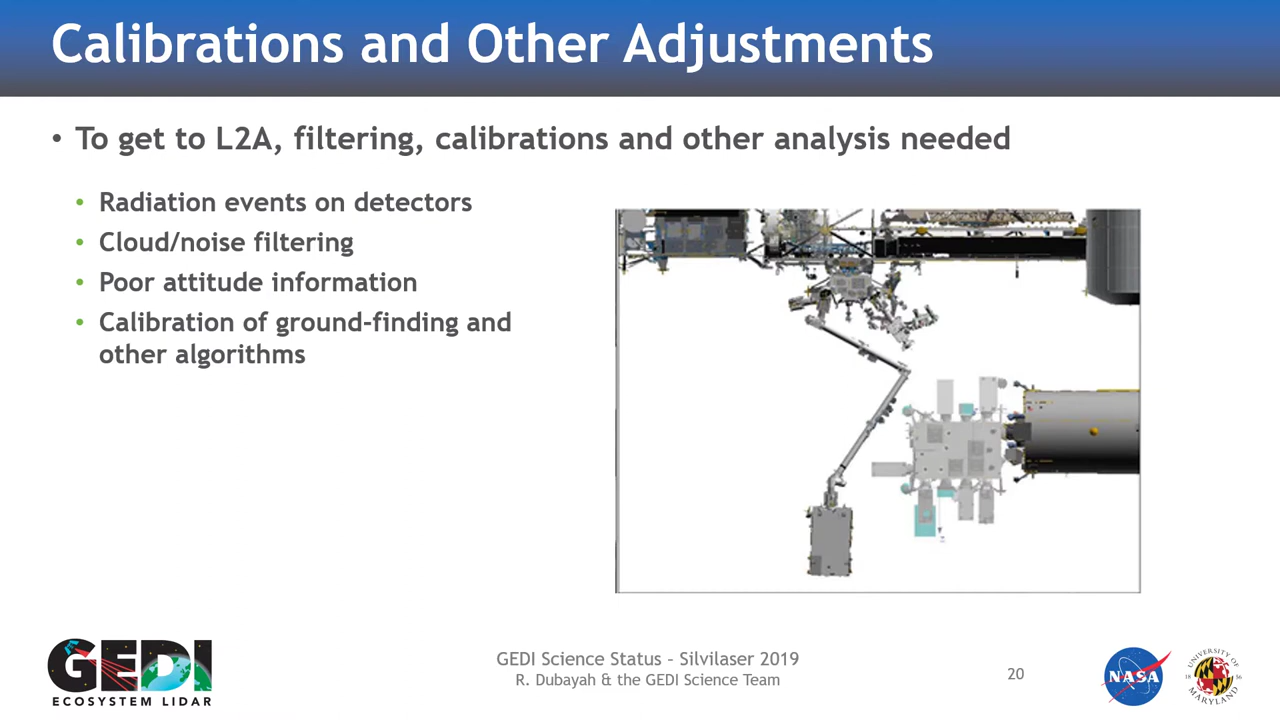 Calibrations and Other Adjustments
• To get to L2A, filtering, calibrations and other analysis needed
• Radiation events on detectors
• Cloud/noise filtering
• Poor attitude information
• Calibration of ground-finding and
other algorithms
GEDI
ECOSYSTEM LIDAR
GEDI Science Status – Silvilaser 2019
R. Dubayah & the GEDI Science Team
20
NASA
UNIVERSITY OF
18 56
MARYLAND